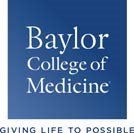 Baylor
College of
Medicine
GIVING LIFE TO POSSIBLE